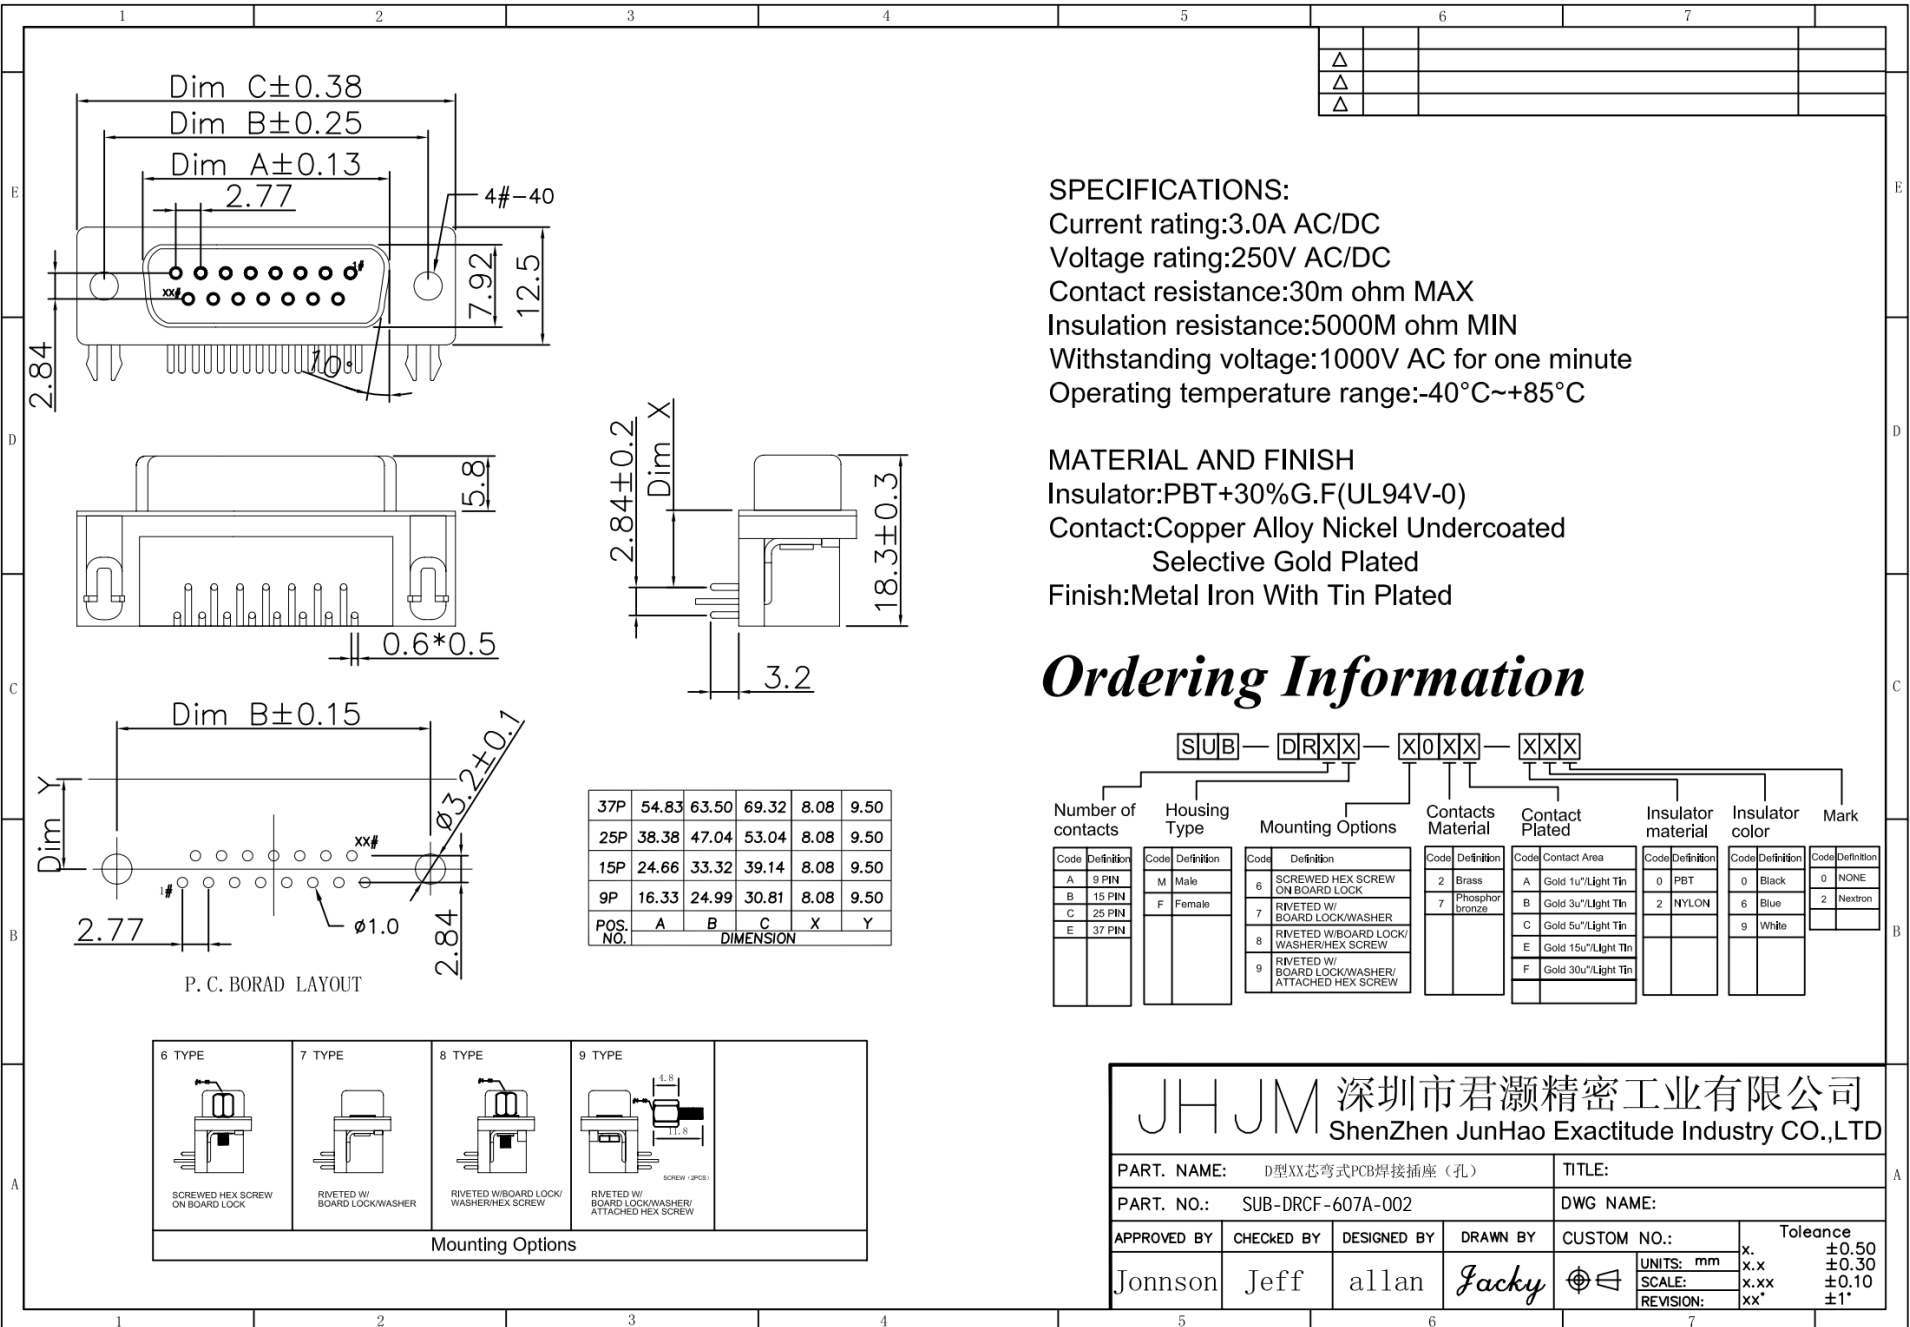 1 2 3 4 5 6 7
E
D
C
B
A
Dim C±0.38
Dim B±0.25
Dim A±0.13
2.77
4#-40
1#
xx#
7.92
12.5
2.84
10°
5.8
0.6*0.5
2.84±0.2
Dim X
18.3±0.3
3.2
Dim B±0.15
Dim Y
Ø3.2±0.1
xx#
1#
2.77
ø1.0
2.84
P.C.BORAD LAYOUT
37P 54.83 63.50 69.32 8.08 9.50
25P 38.38 47.04 53.04 8.08 9.50
15P 24.66 33.32 39.14 8.08 9.50
9P 16.33 24.99 30.81 8.08 9.50
POS. NO. A B C X Y
DIMENSION
6 TYPE
SCREWED HEX SCREW
ON BOARD LOCK
7 TYPE
RIVETED W/
BOARD LOCK/WASHER
8 TYPE
RIVETED W/BOARD LOCK/
WASHER/HEX SCREW
9 TYPE
4.8
11.8
SCREW (2PCS)
RIVETED W/
BOARD LOCK/WASHER/
ATTACHED HEX SCREW
Mounting Options
E
D
C
B
A
SPECIFICATIONS:
Current rating:3.0A AC/DC
Voltage rating:250V AC/DC
Contact resistance:30m ohm MAX
Insulation resistance:5000M ohm MIN
Withstanding voltage:1000V AC for one minute
Operating temperature range:-40°C~+85°C
MATERIAL AND FINISH
Insulator:PBT+30%G.F(UL94V-0)
Contact:Copper Alloy Nickel Undercoated
Selective Gold Plated
Finish:Metal Iron With Tin Plated
Ordering Information
SUB — DRXX — X0XX — XXX
Number of
contacts
Code Definition
A 9 PIN
B 15 PIN
C 25 PIN
E 37 PIN
Housing
Type
Code Definition
M Male
F Female
Mounting Options
Code Definition
6 SCREWED HEX SCREW
ON BOARD LOCK
7 RIVETED W/
BOARD LOCK/WASHER
8 RIVETED W/BOARD LOCK/
WASHER/HEX SCREW
9 RIVETED W/
BOARD LOCK/WASHER/
ATTACHED HEX SCREW
Contacts
Material
Code Definition
2 Brass
7 Phosphor
bronze
Contact
Plated
Code Contact Area
A Gold 1u"/Light Tin
B Gold 3u"/Light Tin
C Gold 5u"/Light Tin
E Gold 15u"/Light Tin
F Gold 30u"/Light Tin
Insulator
material
Code Definition
0 PBT
2 NYLON
Insulator
color
Code Definition
0 Black
6 Blue
9 White
Mark
Code Definition
0 NONE
2 Nextron
JHJM 深圳市君灏精密工业有限公司
ShenZhen JunHao Exactitude Industry CO.,LTD
PART. NAME: D型XX芯弯式PCB焊接插座（孔） TITLE:
PART. NO.: SUB-DRCF-607A-002 DWG NAME:
APPROVED BY CHECkED BY DESIGNED BY DRAWN BY CUSTOM NO.:
Jonnson Jeff allan Jacky
UNITS: mm
SCALE:
REVISION:
Toleance
X. ±0.50
X.X ±0.30
X.XX ±0.10
XX° ±1°
1 2 3 4 5 6 7